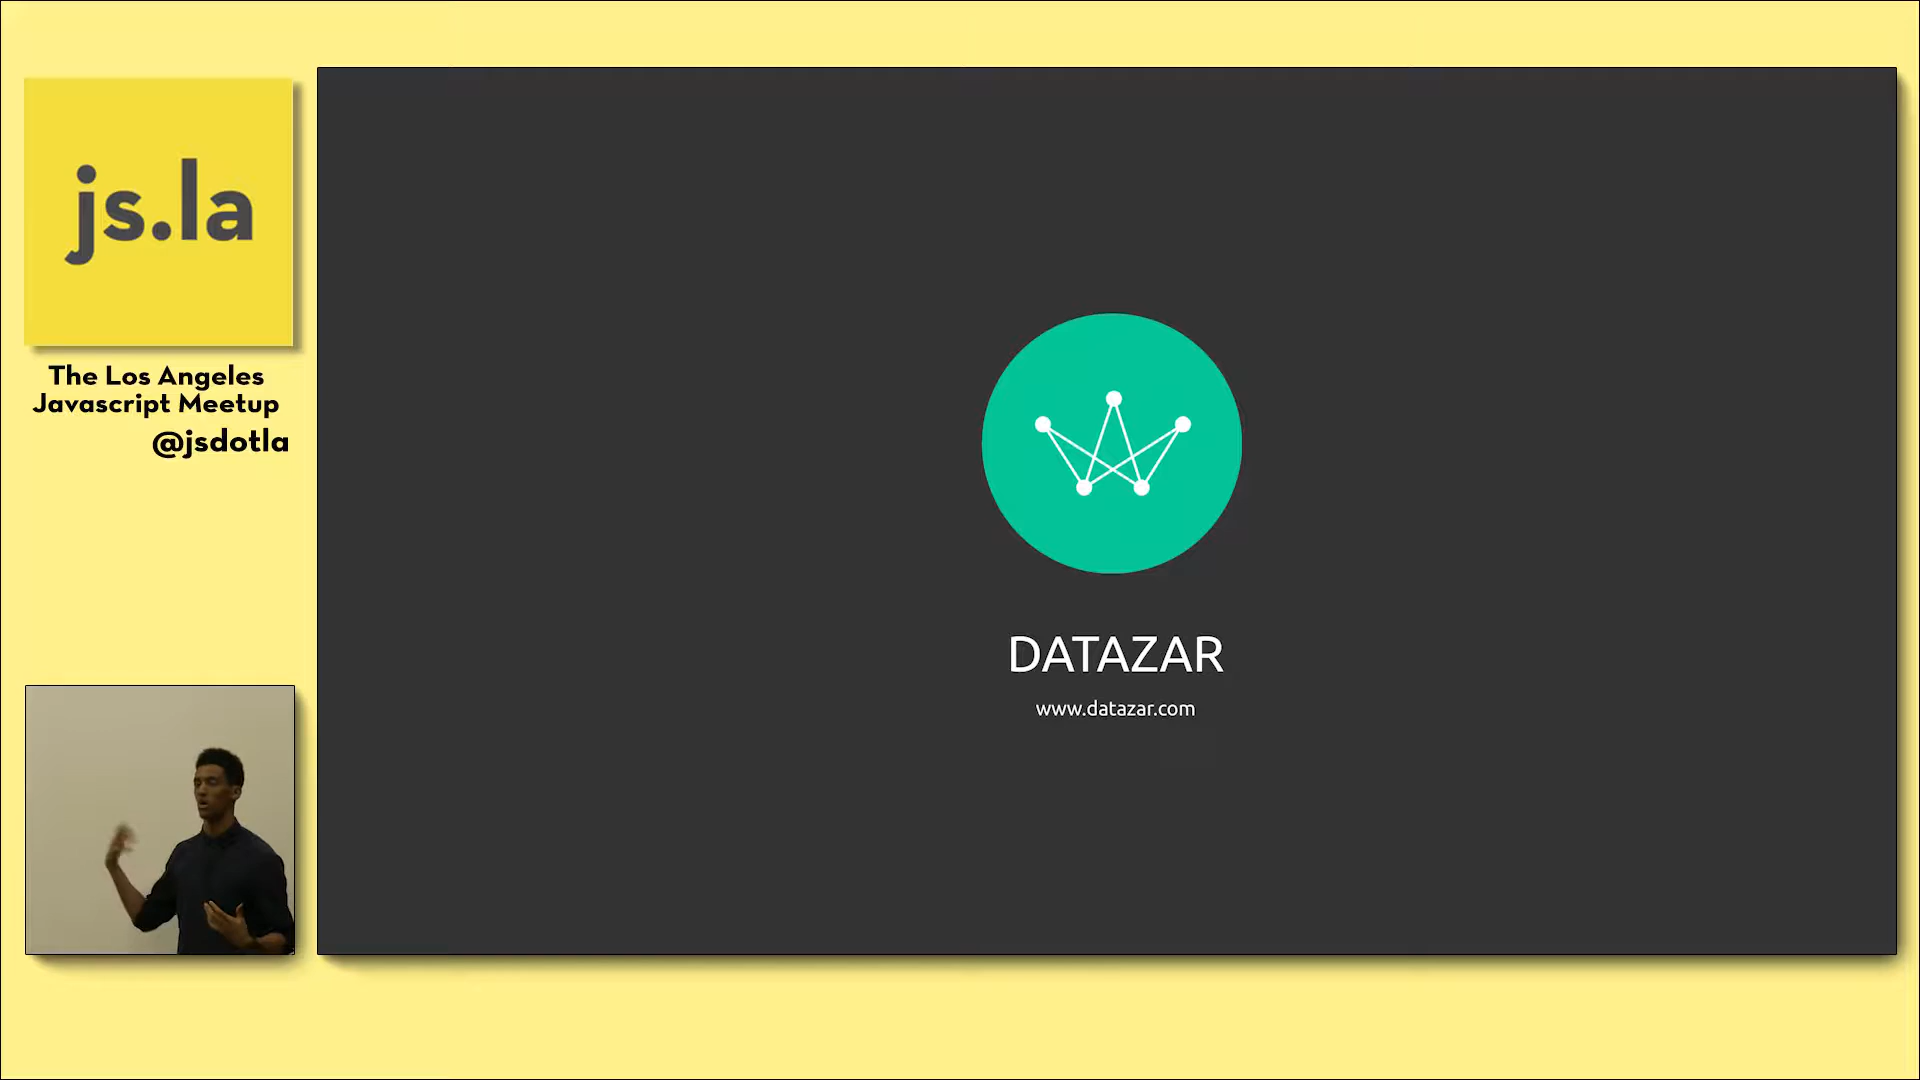 js.la
The Los Angeles
Javascript Meetup
@jsdotla
DATAZAR
www.datazar.com